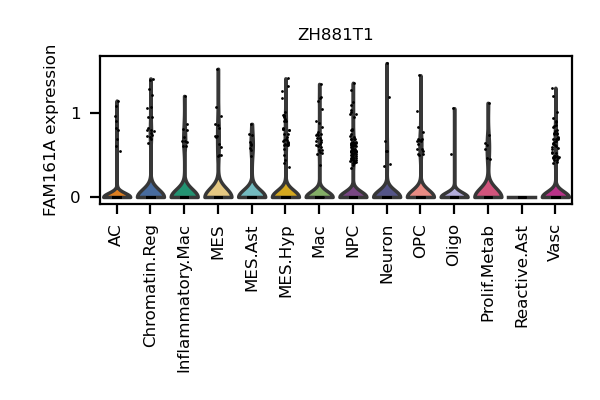 ZH881T1
FAM161A expression
1
0
AC
Chromatin.Reg
Inflammatory.Mac
MES
MES.Ast
MES.Hyp
Mac
NPC
Neuron
OPC
Oligo
Prolif.Metab
Reactive.Ast
Vasc